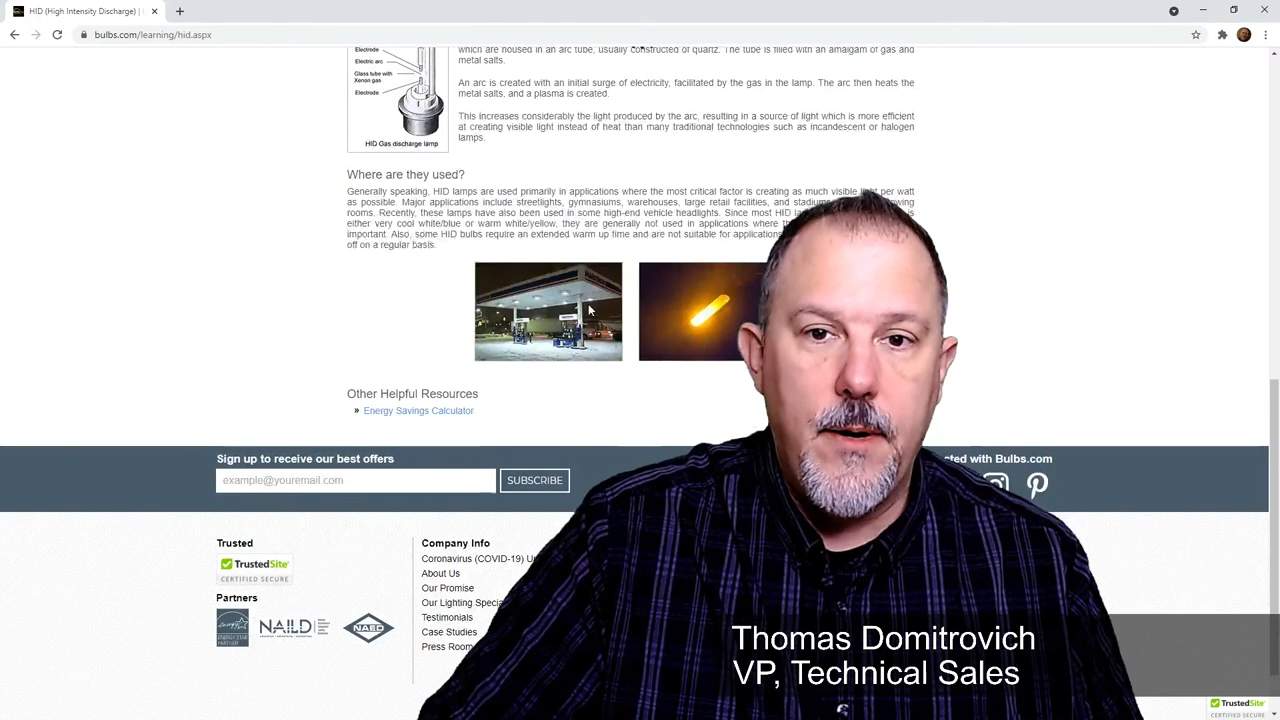 HID (High Intensity Discharge) |
bulbs.com/learning/hid.aspx
Electrode
Electric arc
Glass tube with
Xenon gas
Electrode
HID Gas discharge lamp
which are housed in an arc tube, usually constructed of quartz. The tube is filled with an amalgam of gas and
metal salts.
An arc is created with an initial surge of electricity, facilitated by the gas in the lamp. The arc then heats the
metal salts, and a plasma is created.
This increases considerably the light produced by the arc, resulting in a source of light which is more efficient
at creating visible light instead of heat than many traditional technologies such as incandescent or halogen
lamps.
Where are they used?
Generally speaking, HID lamps are used primarily in applications where the most critical factor is creating as much visible light per watt
as possible. Major applications include streetlights, gymnasiums, warehouses, large retail facilities, and
rooms. Recently, these lamps have also been used in some high-end vehicle headlights. Since most HID
is
either very cool white/blue or warm white/yellow, they are generally not used in applications where
important. Also, some HID bulbs require an extended warm up time and are not suitable for applications
off on a regular basis.
Other Helpful Resources
» Energy Savings Calculator
Sign up to receive our best offers
example@youremail.com
SUBSCRIBE
with Bulbs.com
Trusted
TrustedSite
CERTIFIED SECURE
Partners
ENERGY STAR
PARTNER
NAILD
NAED
Company Info
Coronavirus (COVID-19)
About Us
Our Promise
Our Lighting
Testimonials
Case Studies
Press Room
Thomas Domitrovich
VP, Technical Sales
TrustedSite
CERTIFIED SECURE